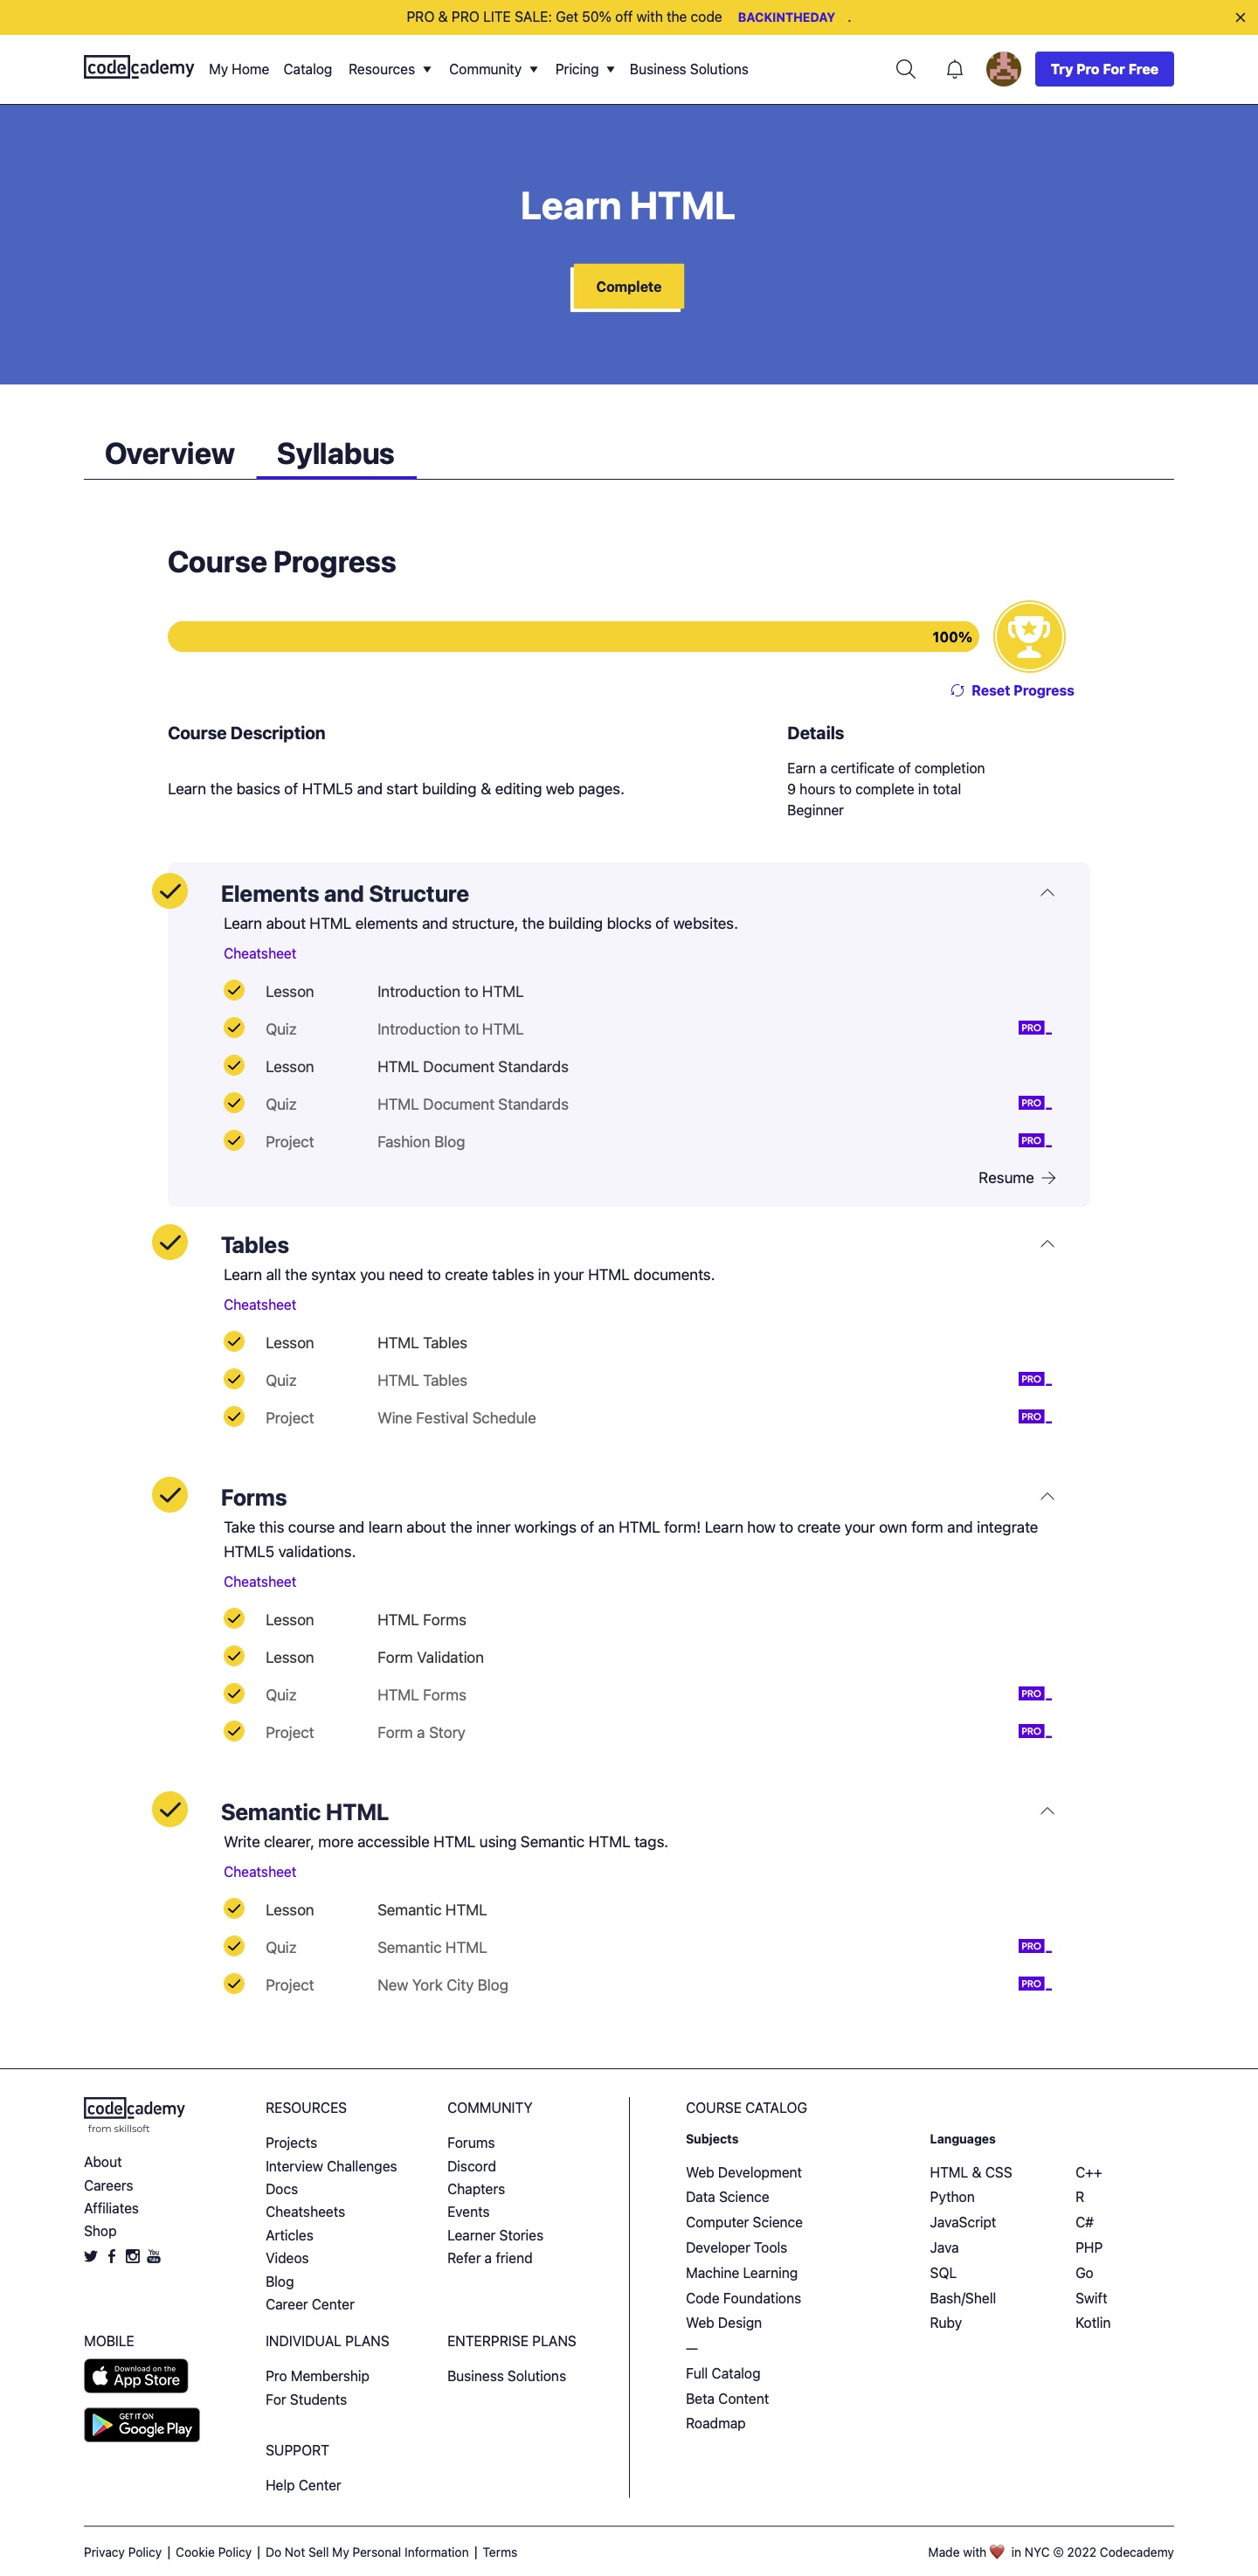 PRO & PRO LITE SALE: Get 50% off with the code BACKINTHEDAY .
codecademy My Home Catalog Resources Community Pricing Business Solutions Try Pro For Free
Learn HTML
Complete
Overview Syllabus
Course Progress
100%
Reset Progress
Course Description
Learn the basics of HTML5 and start building & editing web pages.
Details
Earn a certificate of completion
9 hours to complete in total
Beginner
Elements and Structure
Learn about HTML elements and structure, the building blocks of websites.
Cheatsheet
Lesson Introduction to HTML
Quiz Introduction to HTML PRO
Lesson HTML Document Standards
Quiz HTML Document Standards PRO
Project Fashion Blog PRO
Resume
Tables
Learn all the syntax you need to create tables in your HTML documents.
Cheatsheet
Lesson HTML Tables
Quiz HTML Tables PRO
Project Wine Festival Schedule PRO
Forms
Take this course and learn about the inner workings of an HTML form! Learn how to create your own form and integrate
HTML5 validations.
Cheatsheet
Lesson HTML Forms
Lesson Form Validation
Quiz HTML Forms PRO
Project Form a Story PRO
Semantic HTML
Write clearer, more accessible HTML using Semantic HTML tags.
Cheatsheet
Lesson Semantic HTML
Quiz Semantic HTML PRO
Project New York City Blog PRO
codecademy
from skillsoft
About
Careers
Affiliates
Shop
You Tube
MOBILE
Download on the
App Store
GET IT ON
Google Play
RESOURCES
Projects
Interview Challenges
Docs
Cheatsheets
Articles
Videos
Blog
Career Center
INDIVIDUAL PLANS
Pro Membership
For Students
SUPPORT
Help Center
COMMUNITY
Forums
Discord
Chapters
Events
Learner Stories
Refer a friend
ENTERPRISE PLANS
Business Solutions
COURSE CATALOG
Subjects
Web Development
Data Science
Computer Science
Developer Tools
Machine Learning
Code Foundations
Web Design
—
Full Catalog
Beta Content
Roadmap
Languages
HTML & CSS
Python
JavaScript
Java
SQL
Bash/Shell
Ruby
C++
R
C#
PHP
Go
Swift
Kotlin
Privacy Policy | Cookie Policy | Do Not Sell My Personal Information | Terms
Made with ❤️ in NYC © 2022 Codecademy